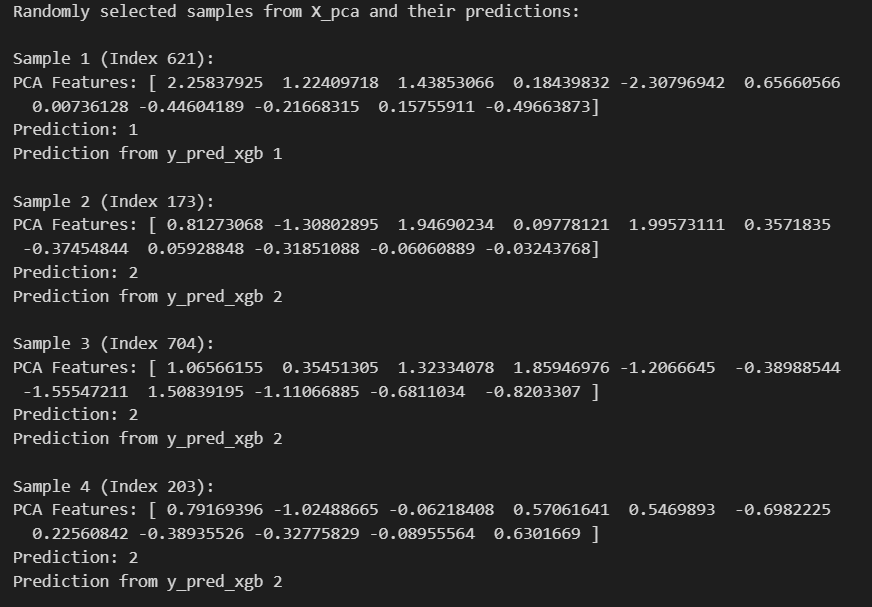 Randomly selected samples from X_pca and their predictions:
Sample 1 (Index 621):
PCA Features: [ 2.25837925  1.22409718  1.43853066  0.18439832 -2.30796942  0.65660566
  0.00736128 -0.44604189 -0.21668315  0.15755911 -0.49663873]
Prediction: 1
Prediction from y_pred_xgb 1
Sample 2 (Index 173):
PCA Features: [ 0.81273068 -1.30802895  1.94690234  0.09778121  1.99573111  0.3571835
 -0.37454844  0.05928848 -0.31851088 -0.06060889 -0.03243768]
Prediction: 2
Prediction from y_pred_xgb 2
Sample 3 (Index 704):
PCA Features: [ 1.06566155  0.35451305  1.32334078  1.85946976 -1.2066645  -0.38988544
 -1.55547211  1.50839195 -1.11066885 -0.6811034  -0.8203307 ]
Prediction: 2
Prediction from y_pred_xgb 2
Sample 4 (Index 203):
PCA Features: [ 0.79169396 -1.02488665 -0.06218408  0.57061641  0.5469893  -0.6982225
  0.22560842 -0.38935526 -0.32775829 -0.08955564  0.6301669 ]
Prediction: 2
Prediction from y_pred_xgb 2